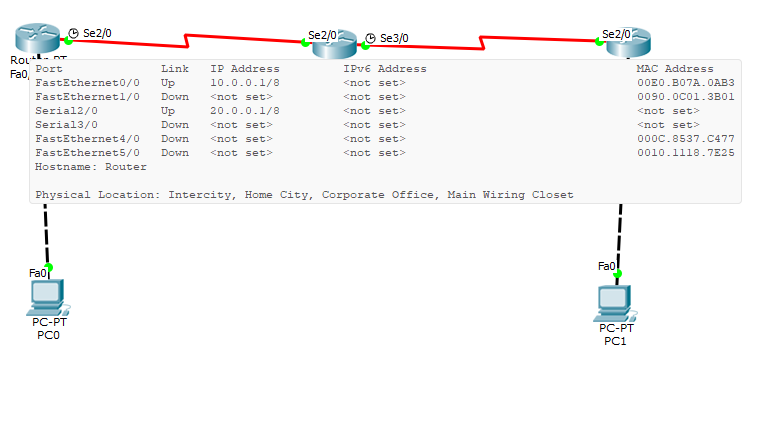 Se2/0
Se2/0
Se3/0
Se2/0
Fa0
Port Link IP Address IPv6 Address MAC Address
FastEthernet0/0 Up 10.0.0.1/8 <not set> 00E0.B07A.0AB3
FastEthernet1/0 Down <not set> <not set> 0090.0C01.3B01
Serial2/0 Up 20.0.0.1/8 <not set> <not set>
Serial3/0 Down <not set> <not set> <not set>
FastEthernet4/0 Down <not set> <not set> 000C.8537.C477
FastEthernet5/0 Down <not set> <not set> 0010.1118.7E25
Hostname: Router
Physical Location: Intercity, Home City, Corporate Office, Main Wiring Closet
Fa0
PC-PT
PC0
Fa0
PC-PT
PC1